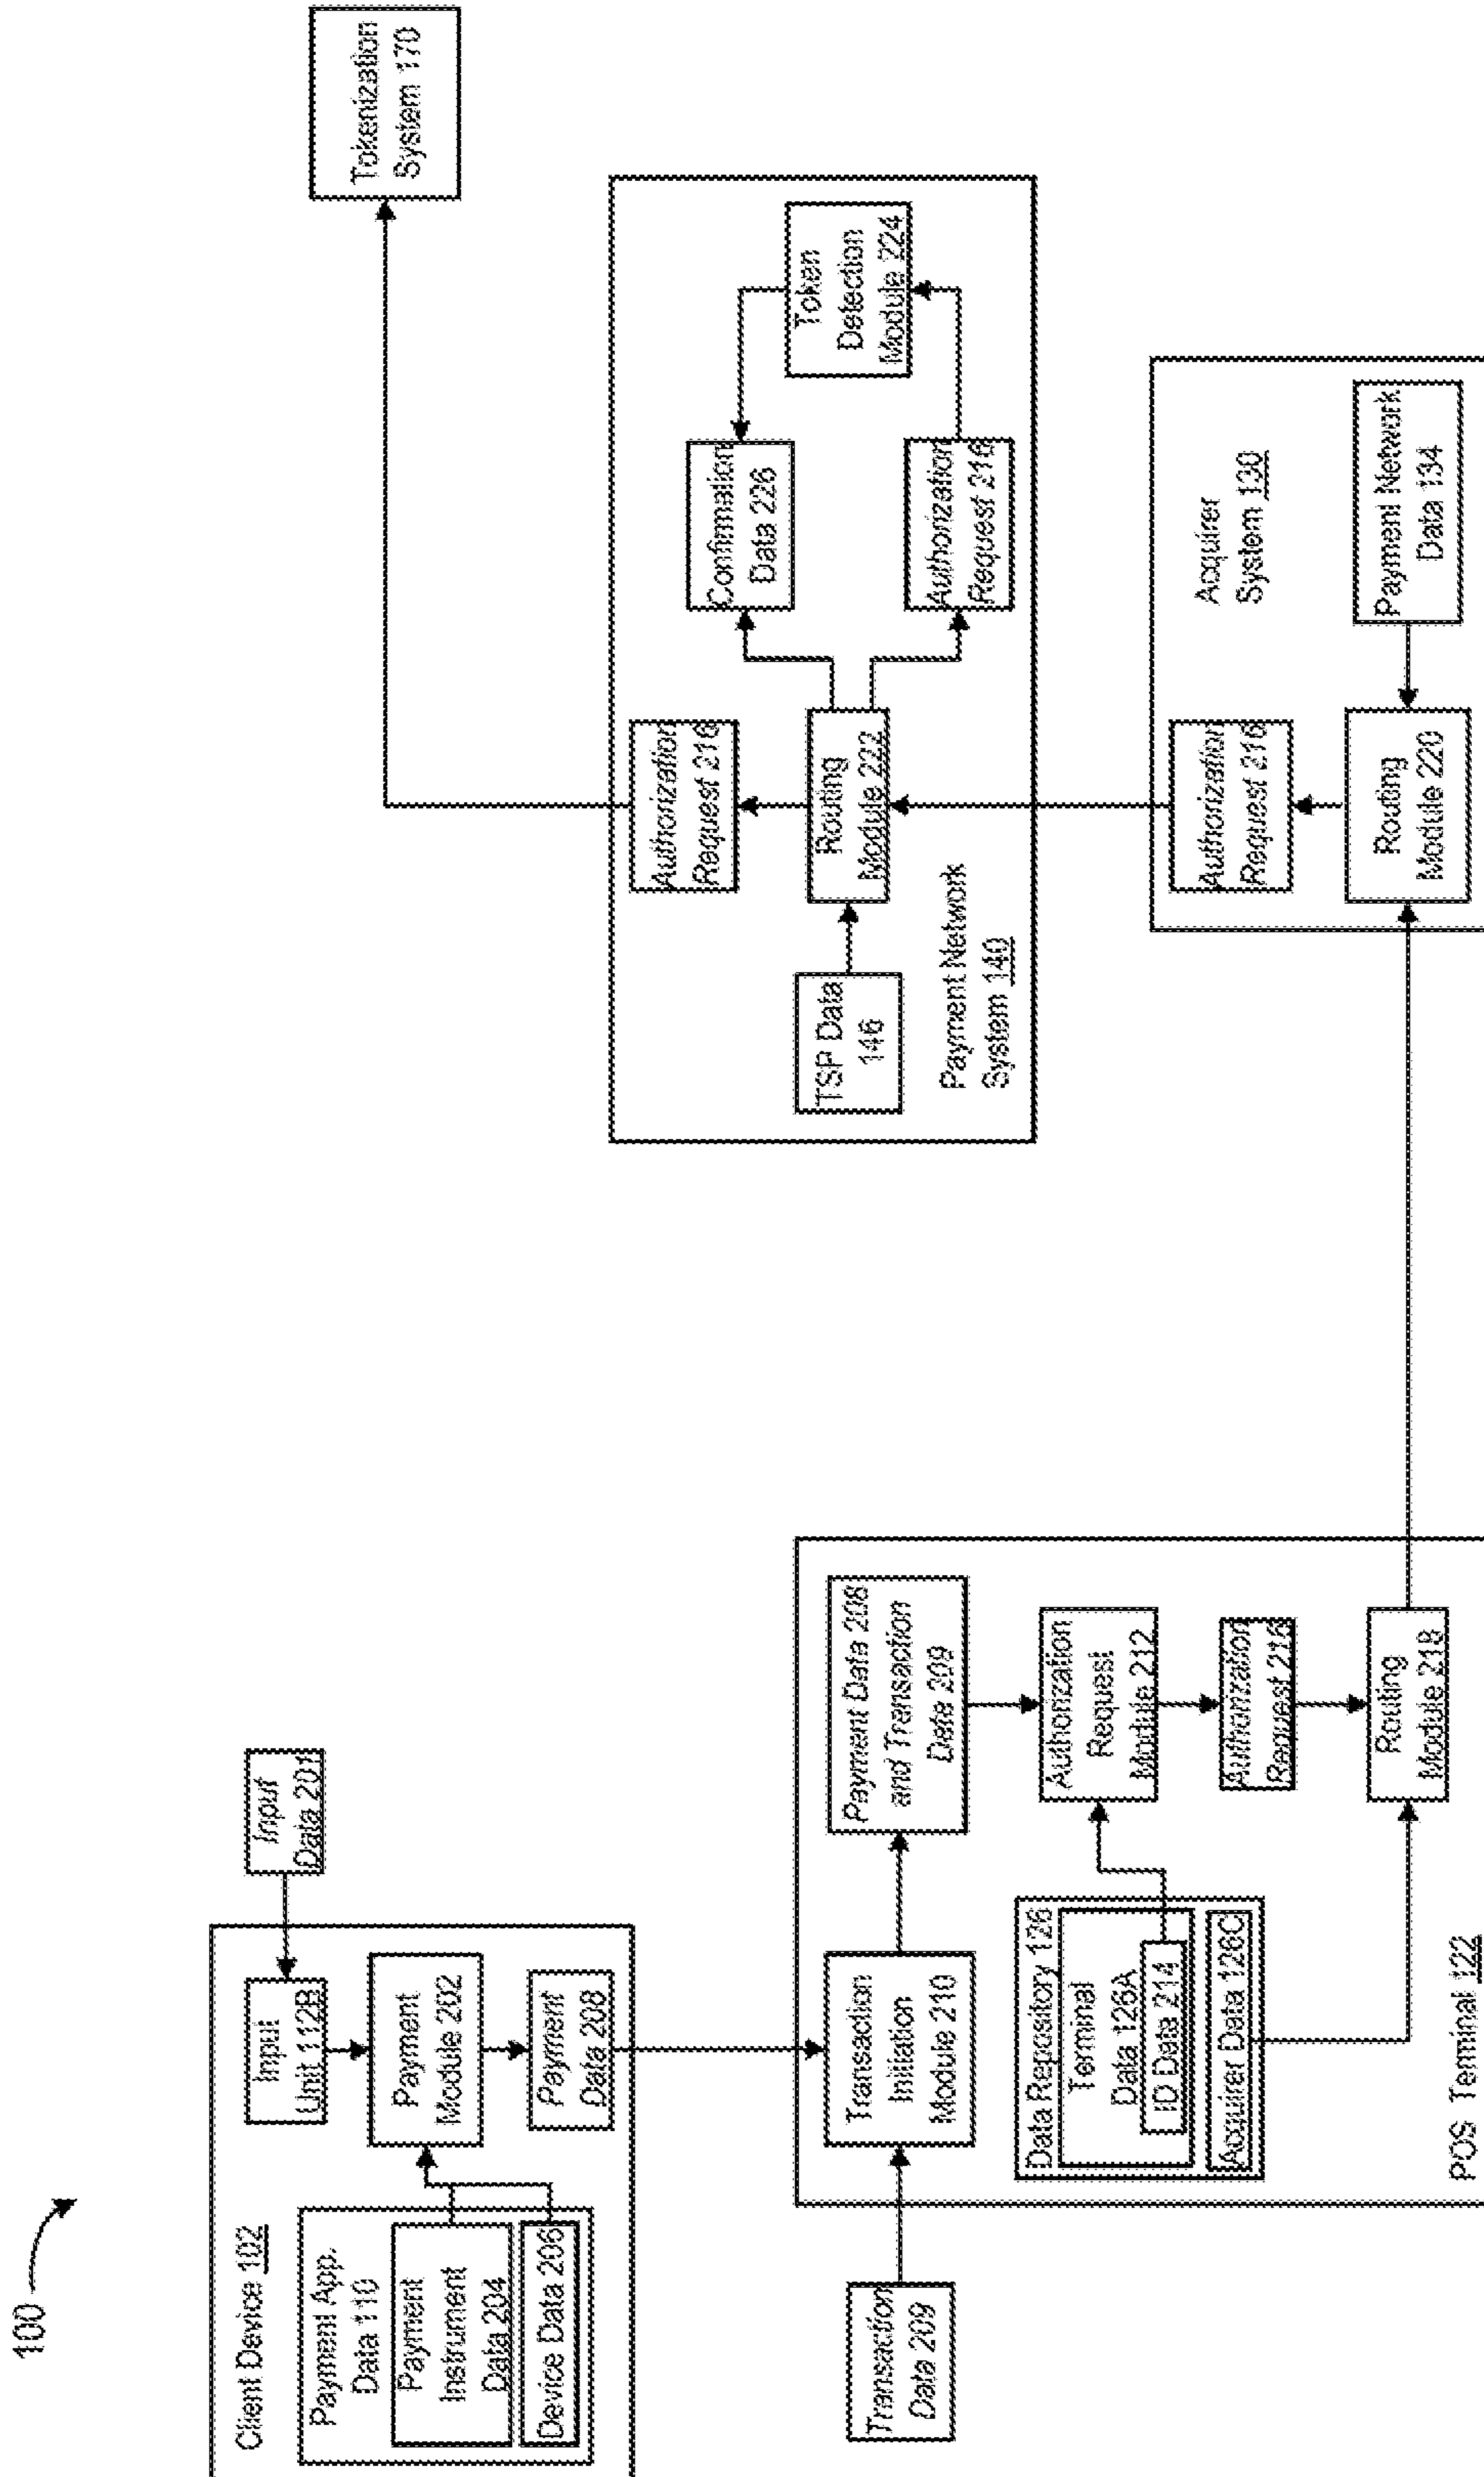 100
Client Device 102
Payment App.
Data 110
Payment
Instrument
Data 204
Device Data 206
Input
Unit 112B
Payment
Module 202
Payment
Data 208
Input
Data 201
Transaction
Data 209
Transaction
Initiation
Module 210
Payment Data 208
and Transaction
Data 209
Data Repository 126
Terminal
Data 126A
ID Data 214
Acquirer Data 126C
Authorization
Request
Module 212
Authorization
Request 216
Routing
Module 218
POS Terminal 122
Tokenization
System 170
TSP Data
146
Payment Network
System 140
Authorization
Request 216
Routing
Module 222
Confirmation
Data 226
Authorization
Request 216
Token
Detection
Module 224
Authorization
Request 216
Routing
Module 220
Acquirer
System 130
Payment Network
Data 134